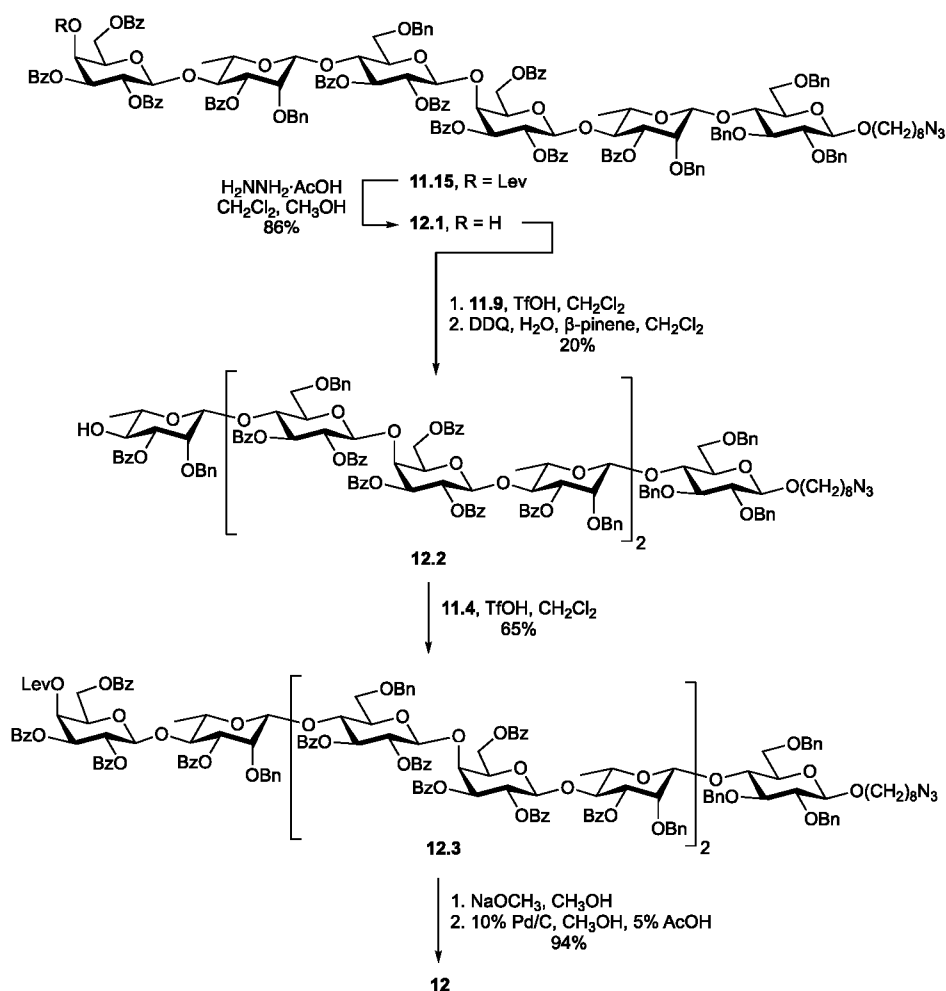 RO OBz
OBn
O O O O O O OBz
OBn
BzO OBz BzO OBn BzO OBz O O O O O O O(CH₂)₈N₃
BzO OBz BzO OBn BnO OBn
H₂NNH₂·AcOH
CH₂Cl₂, CH₃OH
86%
11.15, R = Lev
12.1, R = H
1. 11.9, TfOH, CH₂Cl₂
2. DDQ, H₂O, β-pinene, CH₂Cl₂
20%
OBn
HO O O O O O OBz
OBn
BzO OBn BzO OBz O O O O O O O(CH₂)₈N₃
BzO OBz BzO OBn BnO OBn
2
12.2
11.4, TfOH, CH₂Cl₂
65%
LevO OBz
OBn
O O O O O O OBz
OBn
BzO OBz BzO OBn BzO OBz O O O O O O O(CH₂)₈N₃
BzO OBz BzO OBn BnO OBn
2
12.3
1. NaOCH₃, CH₃OH
2. 10% Pd/C, CH₃OH, 5% AcOH
94%
12